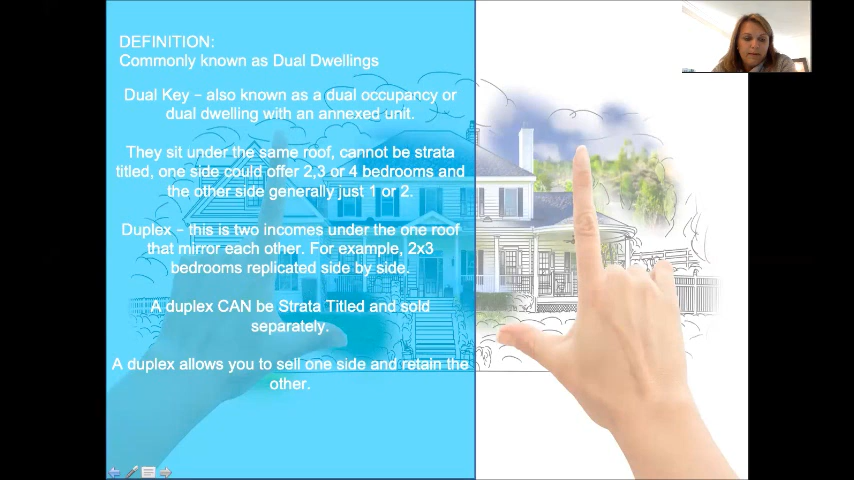 DEFINITION:
Commonly known as Dual Dwellings
Dual Key – also known as a dual occupancy or
dual dwelling with an annexed unit.
They sit under the same roof, cannot be strata
titled, one side could offer 2,3 or 4 bedrooms and
the other side generally just 1 or 2.
Duplex – this is two incomes under the one roof
that mirror each other. For example, 2x3
bedrooms replicated side by side.
A duplex CAN be Strata Titled and sold
separately.
A duplex allows you to sell one side and retain the
other.